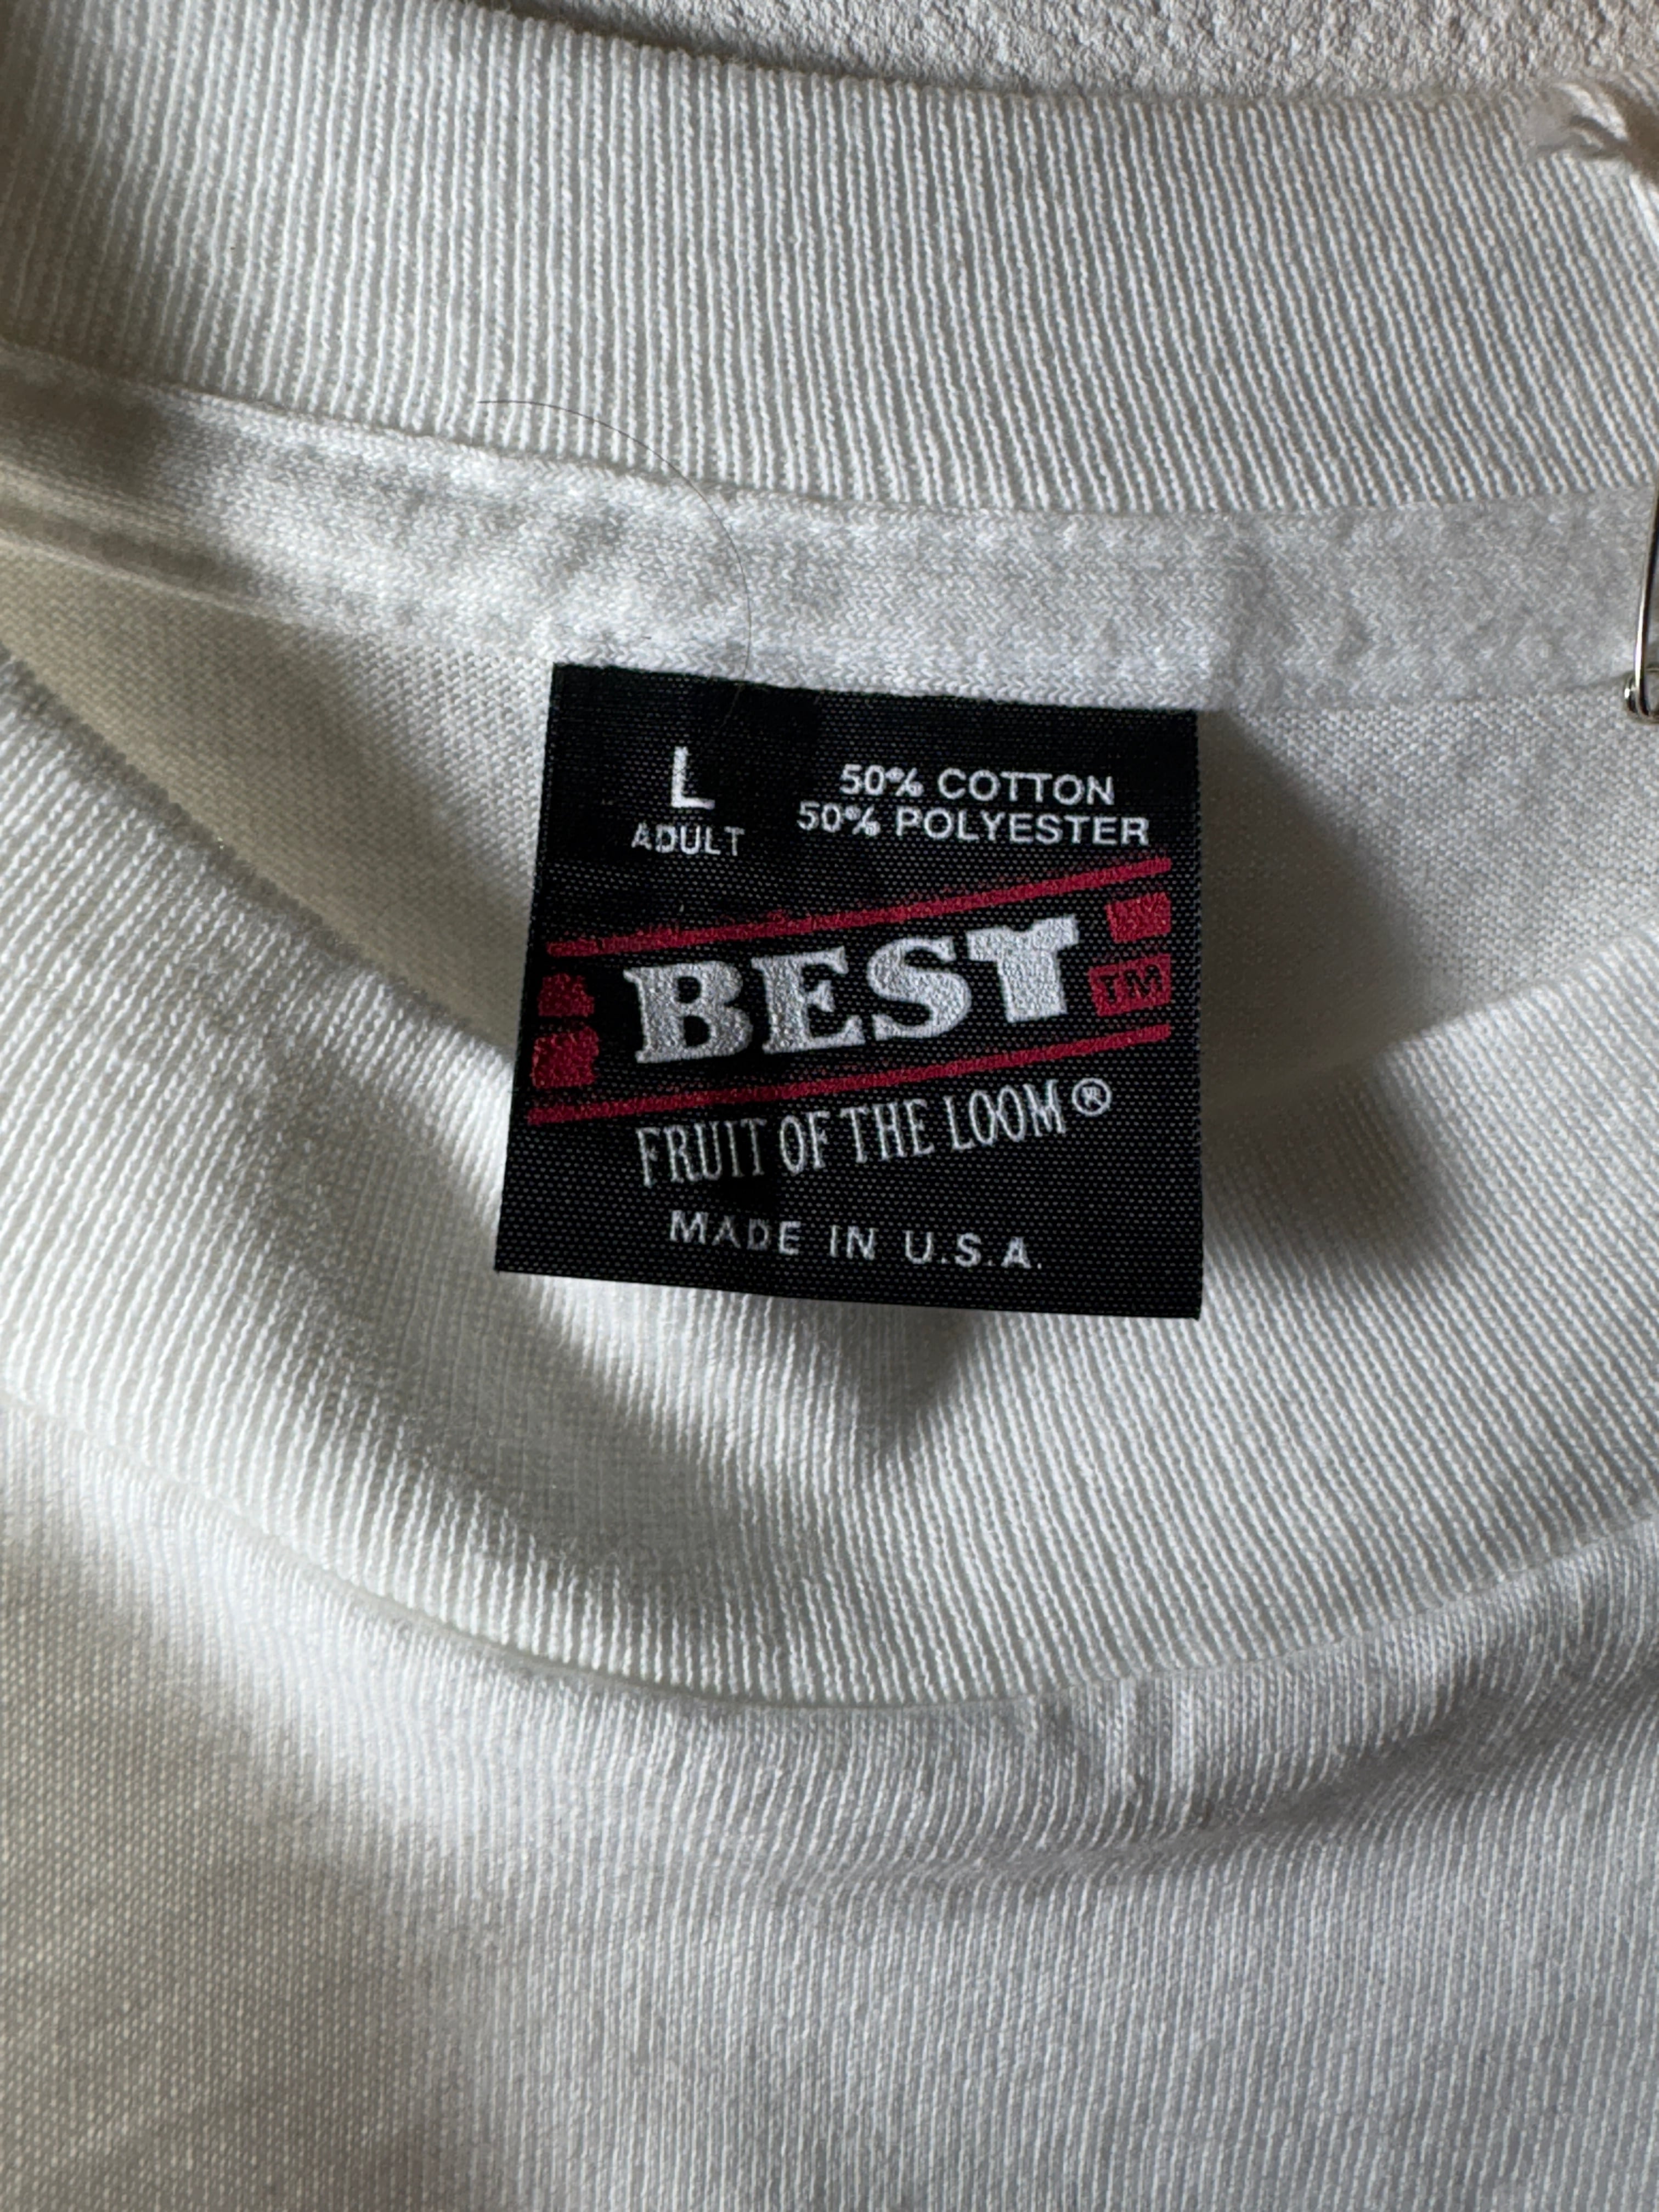 L
ADULT
50% COTTON
50% POLYESTER
BEST
TM
FRUIT OF THE LOOM®
MADE IN U.S.A.